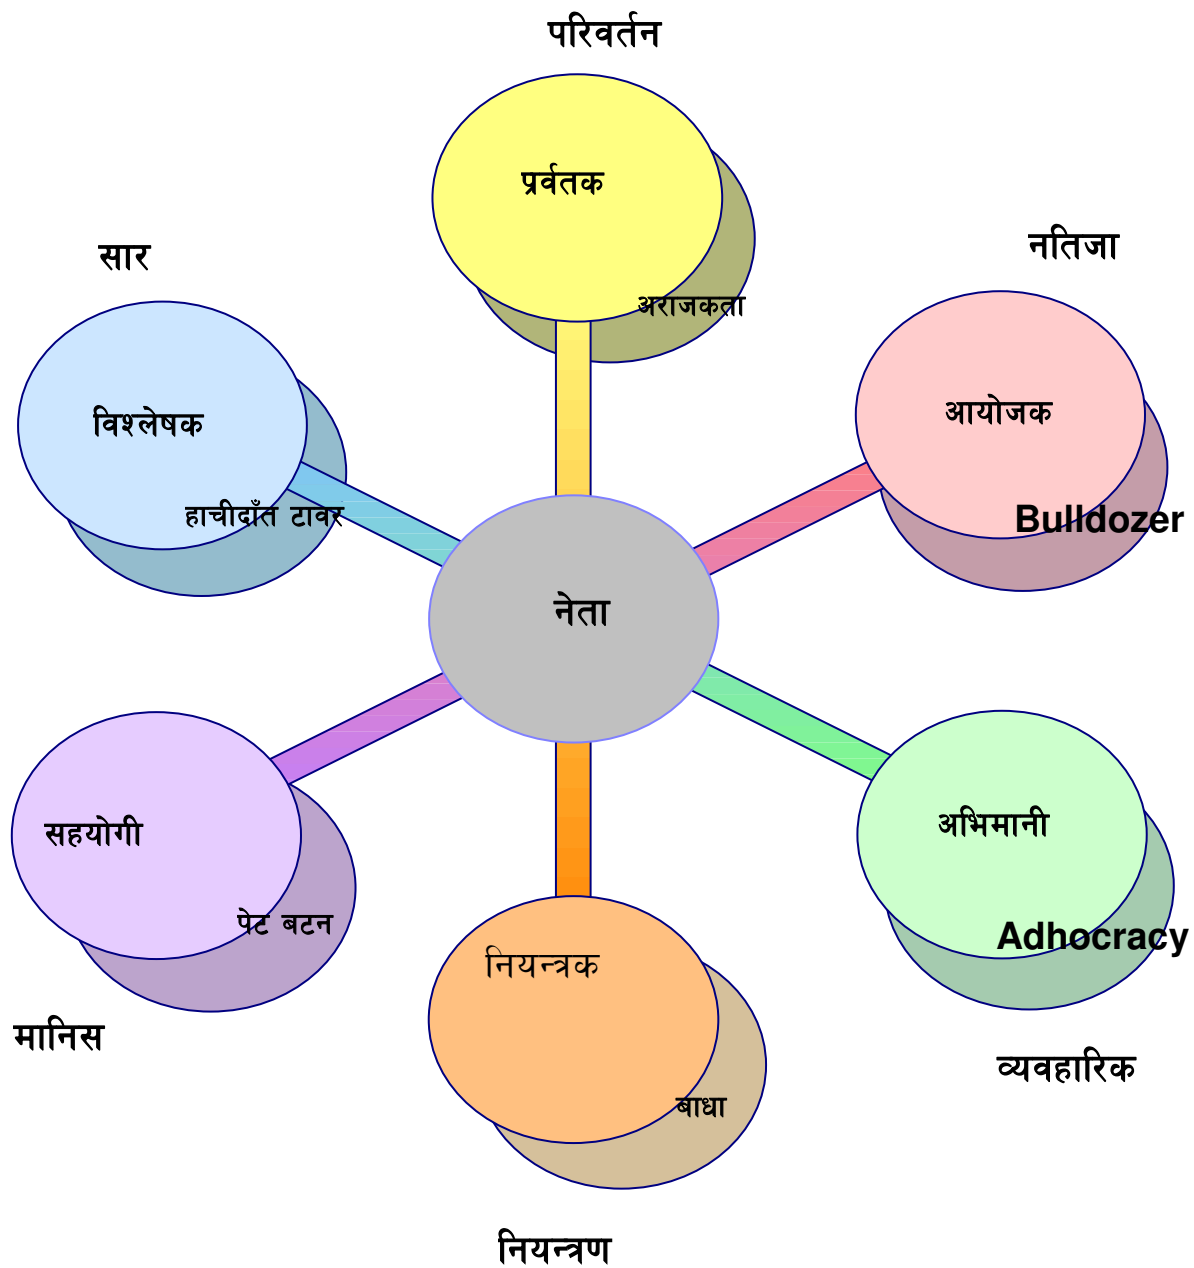 परिवर्तन
प्रर्वतक
अराजकता
सार
विश्लेषक
हाचीदाँत टावर
नतिजा
आयोजक
Bulldozer
नेता
सहयोगी
पेट बटन
मानिस
नियन्त्रक
बाधा
नियन्त्रण
अभिमानी
Adhocracy
व्यवहारिक